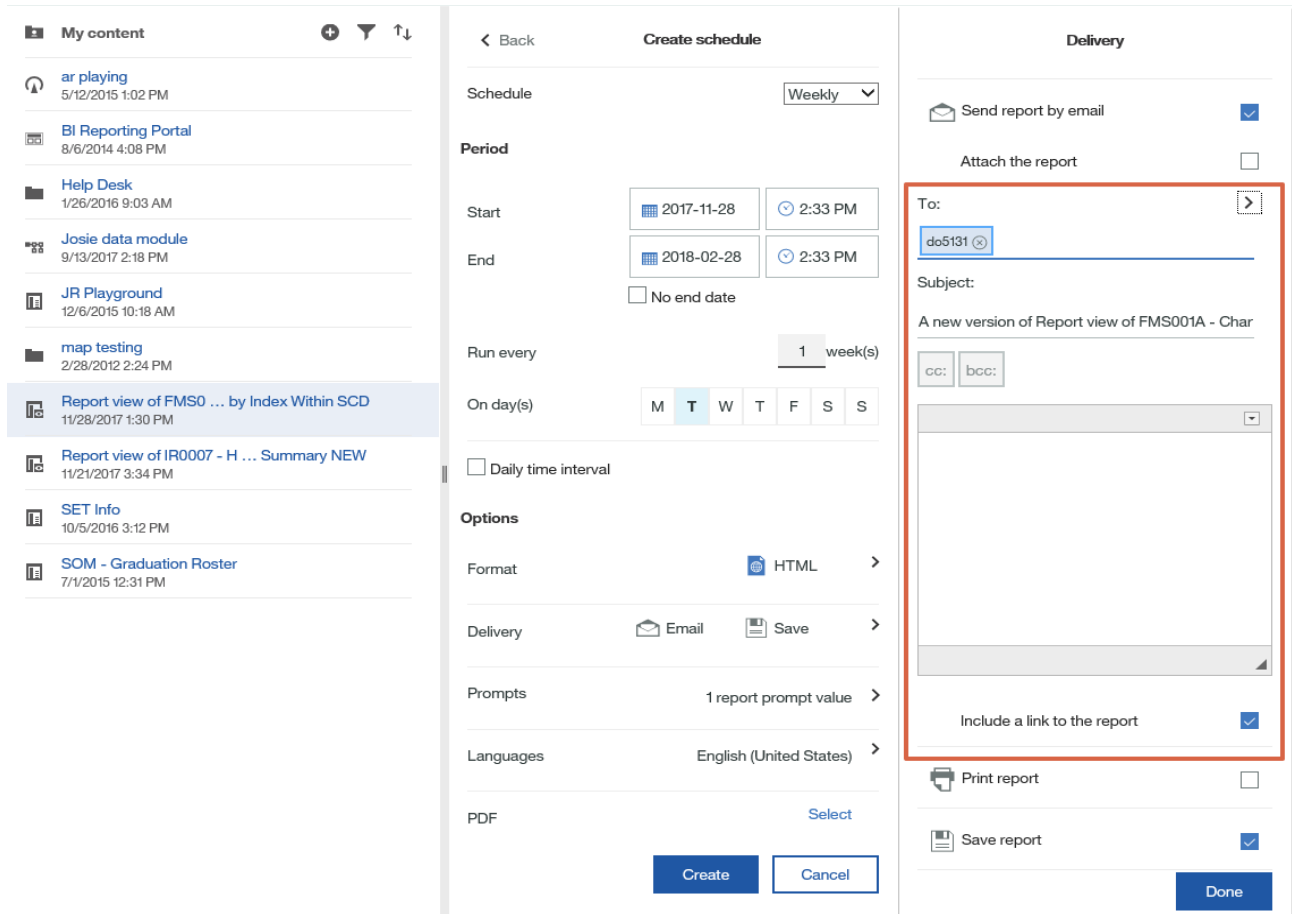 My content
ar playing
5/12/2015 1:02 PM
BI Reporting Portal
8/6/2014 4:08 PM
Help Desk
1/26/2016 9:03 AM
Josie data module
9/13/2017 2:18 PM
JR Playground
12/6/2015 10:18 AM
map testing
2/28/2012 2:24 PM
Report view of FMS0 ... by Index Within SCD
11/28/2017 1:30 PM
Report view of IR0007 - H ... Summary NEW
11/21/2017 3:34 PM
SET Info
10/5/2016 3:12 PM
SOM - Graduation Roster
7/1/2015 12:31 PM
Back
Create schedule
Schedule
Weekly
Period
Start
2017-11-28
2:33 PM
End
2018-02-28
2:33 PM
No end date
Run every
1 week(s)
On day(s)
M T W T F S S
Daily time interval
Options
Format
HTML
Delivery
Email
Save
Prompts
1 report prompt value
Languages
English (United States)
PDF
Select
Create
Cancel
Delivery
Send report by email
Attach the report
To:
do5131
Subject:
A new version of Report view of FMS001A - Char
cc:
bcc:
Include a link to the report
Print report
Save report
Done